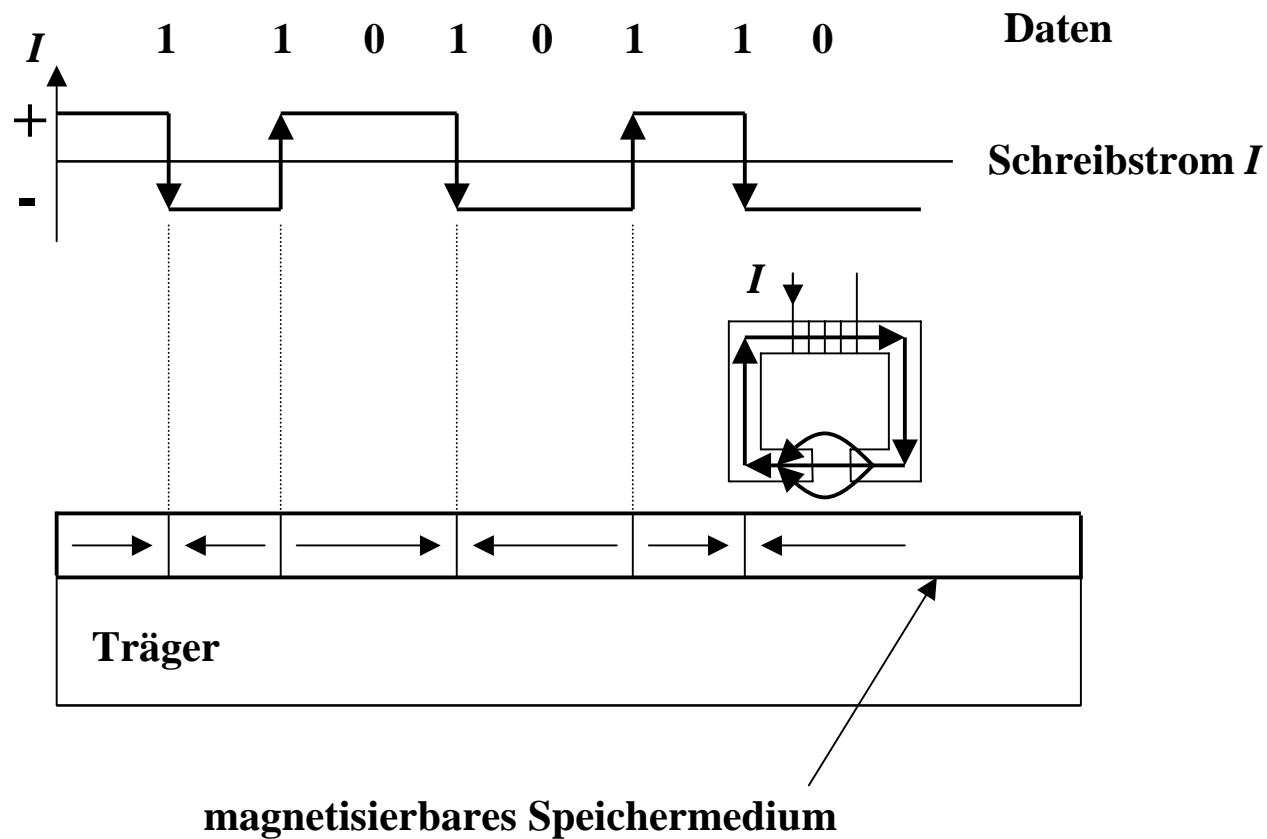 1 1 0 1 0 1 1 0 Daten
I
+
Schreibstrom I
-
I
Träger
magnetisierbares Speichermedium